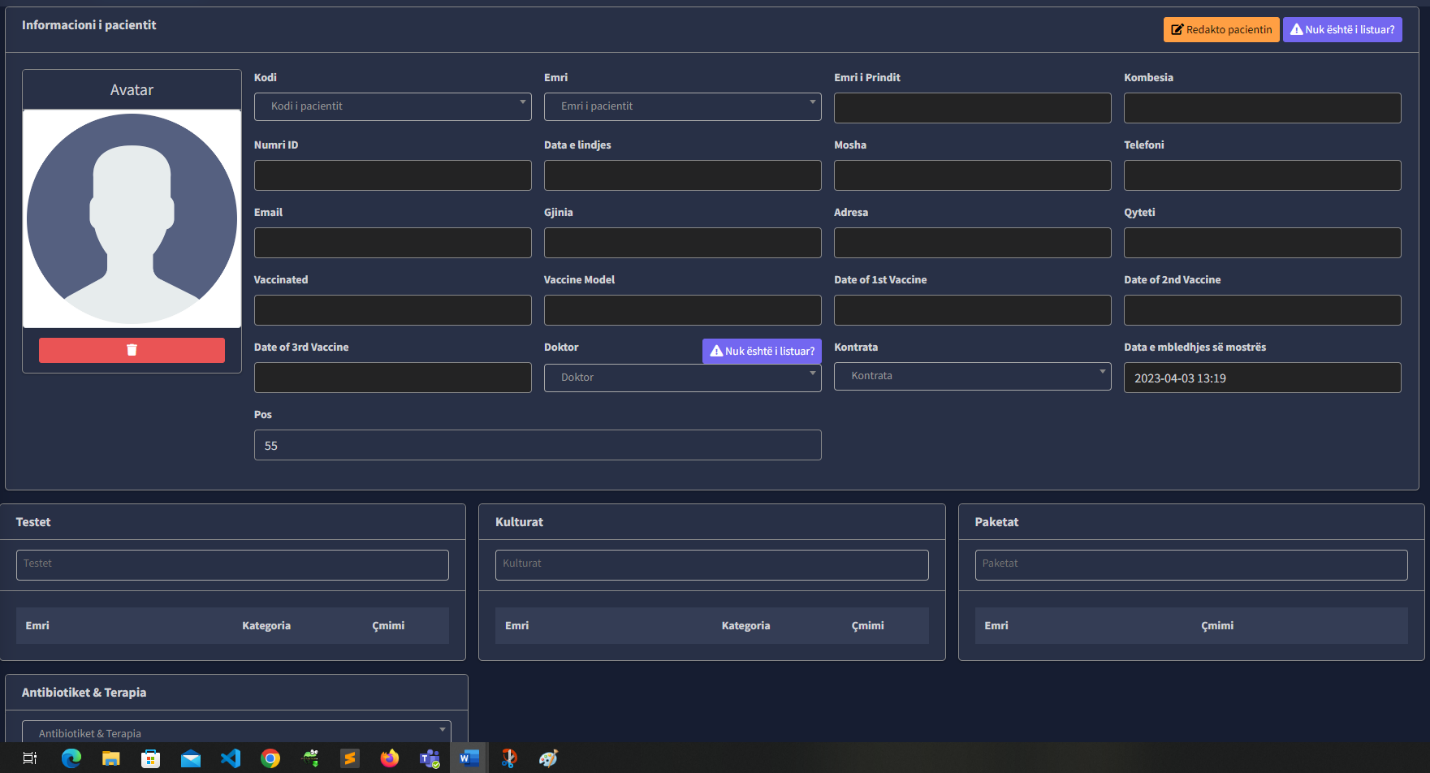 Informacioni i pacientit
Redakto pacientin
Nuk është i listuar?
Avatar
Kodi
Emri
Emri i Prindit
Kombesia
Kodi i pacientit
Emri i pacientit
Numri ID
Data e lindjes
Mosha
Telefoni
Email
Gjinia
Adresa
Qyteti
Vaccinated
Vaccine Model
Date of 1st Vaccine
Date of 2nd Vaccine
Date of 3rd Vaccine
Doktor
Nuk është i listuar?
Kontrata
Data e mbledhjes së mostrës
Doktor
Kontrata
2023-04-03 13:19
Pos
55
Testet
Testet
Emri Kategoria Çmimi
Kulturat
Kulturat
Emri Kategoria Çmimi
Paketat
Paketat
Emri Çmimi
Antibiotiket & Terapia
Antibiotiket & Terapia